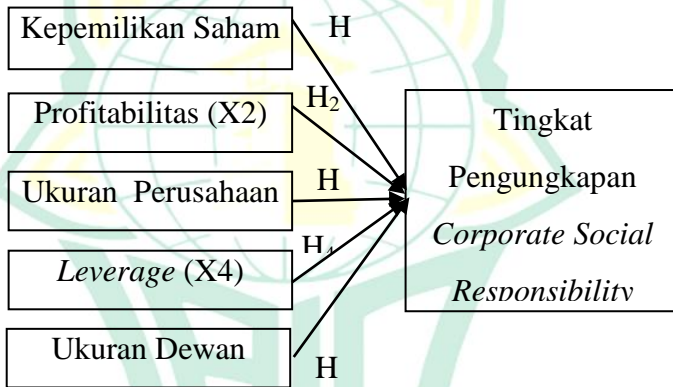 Kepemilikan Saham
H
Profitabilitas (X2)
H₂
Ukuran Perusahaan
H
Leverage (X4)
H₄
Ukuran Dewan
H
Tingkat
Pengungkapan
Corporate Social
Responsibility